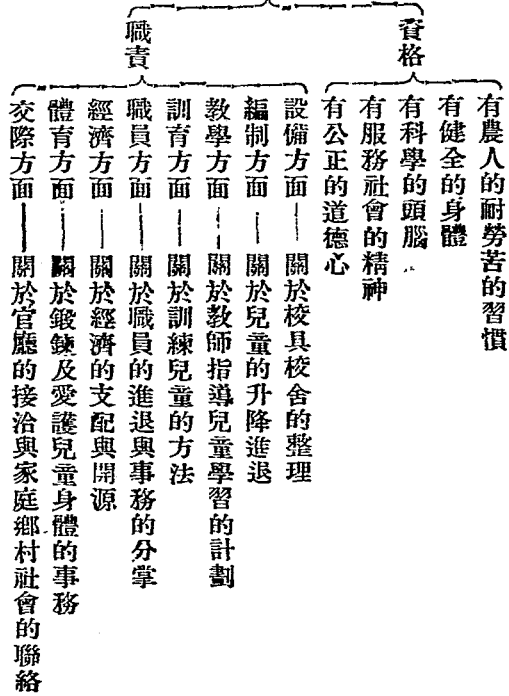 資格
有農人的耐勞苦的習慣
有健全的身體
有科學的頭腦
有服務社會的精神
有公正的道德心
職責
設備方面——關於校具校舍的整理
編制方面——關於兒童的升降進退
教學方面——關於教師指導兒童學習的計劃
訓育方面——關於訓練兒童的方法
職員方面——關於職員的進退與事務的分掌
經濟方面——關於經濟的支配與開源
體育方面——關於鍛鍊及愛護兒童身體的事務
交際方面——關於官廳的接洽與家庭鄉村社會的聯絡